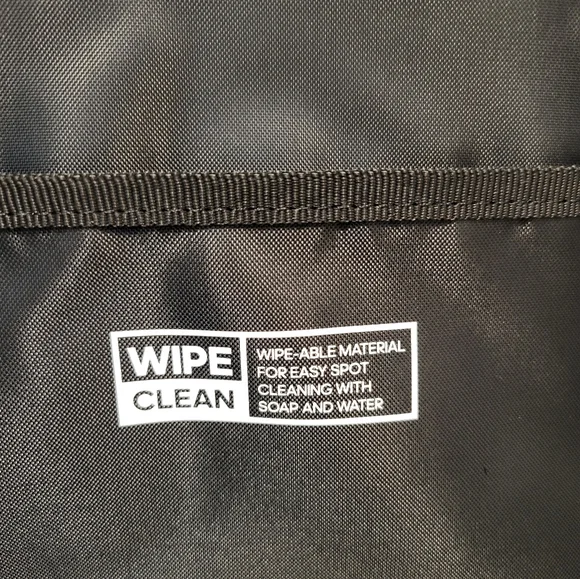 WIPE
CLEAN
WIPE-ABLE MATERIAL
FOR EASY SPOT
CLEANING WITH
SOAP AND WATER